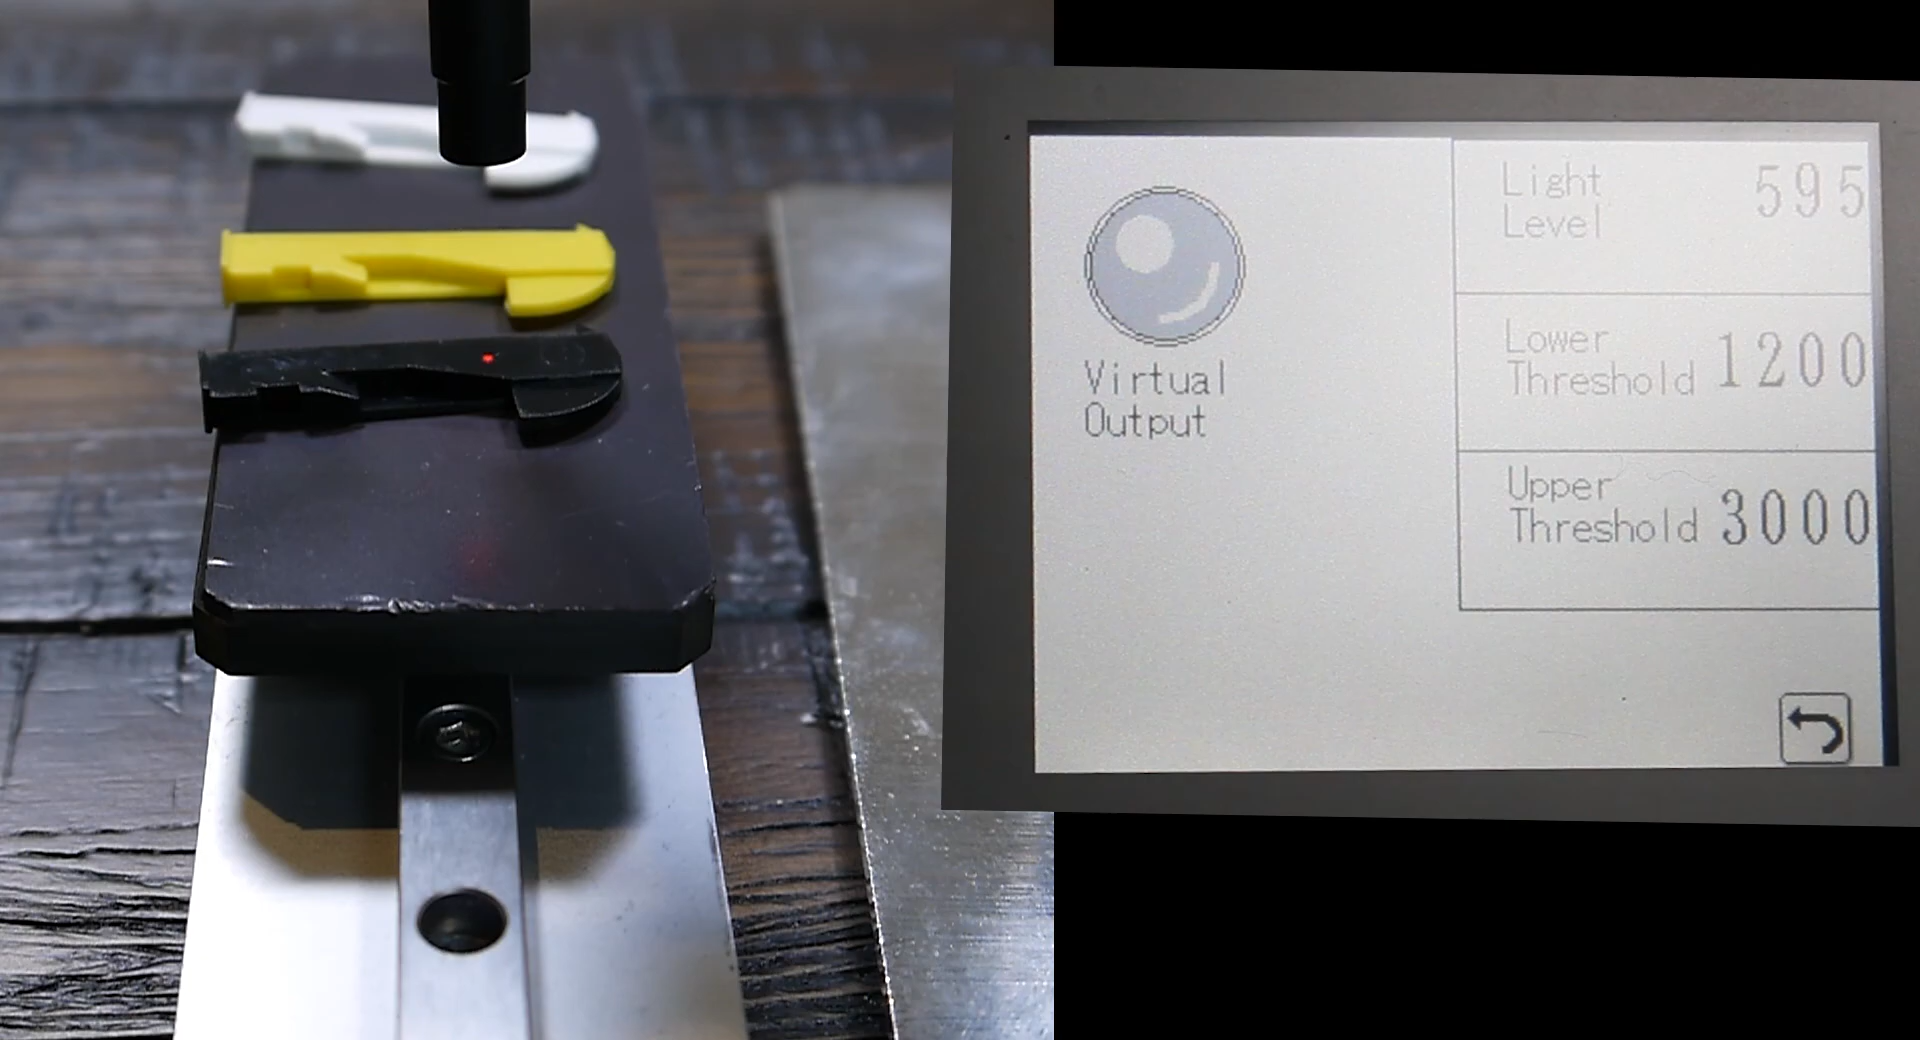 Virtual
Output
Light
Level
595
Lower
Threshold
1200
Upper
Threshold
3000